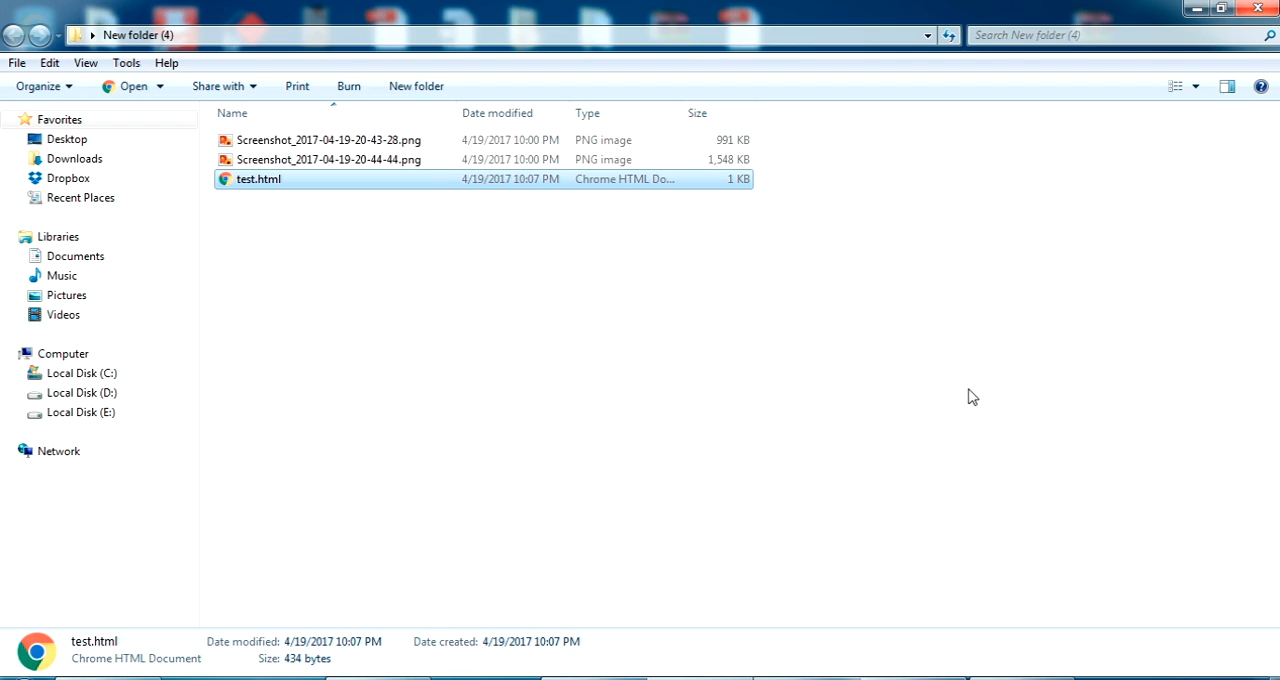 New folder (4)
Search New folder (4)
File Edit View Tools Help
Organize Open Share with Print Burn New folder
Name Date modified Type Size
Favorites
Desktop
Downloads
Dropbox
Recent Places
Libraries
Documents
Music
Pictures
Videos
Computer
Local Disk (C:)
Local Disk (D:)
Local Disk (E:)
Network
Screenshot_2017-04-19-20-43-28.png 4/19/2017 10:00 PM PNG image 991 KB
Screenshot_2017-04-19-20-44-44.png 4/19/2017 10:00 PM PNG image 1,548 KB
test.html 4/19/2017 10:07 PM Chrome HTML Do... 1 KB
test.html Date modified: 4/19/2017 10:07 PM Date created: 4/19/2017 10:07 PM
Chrome HTML Document Size: 434 bytes